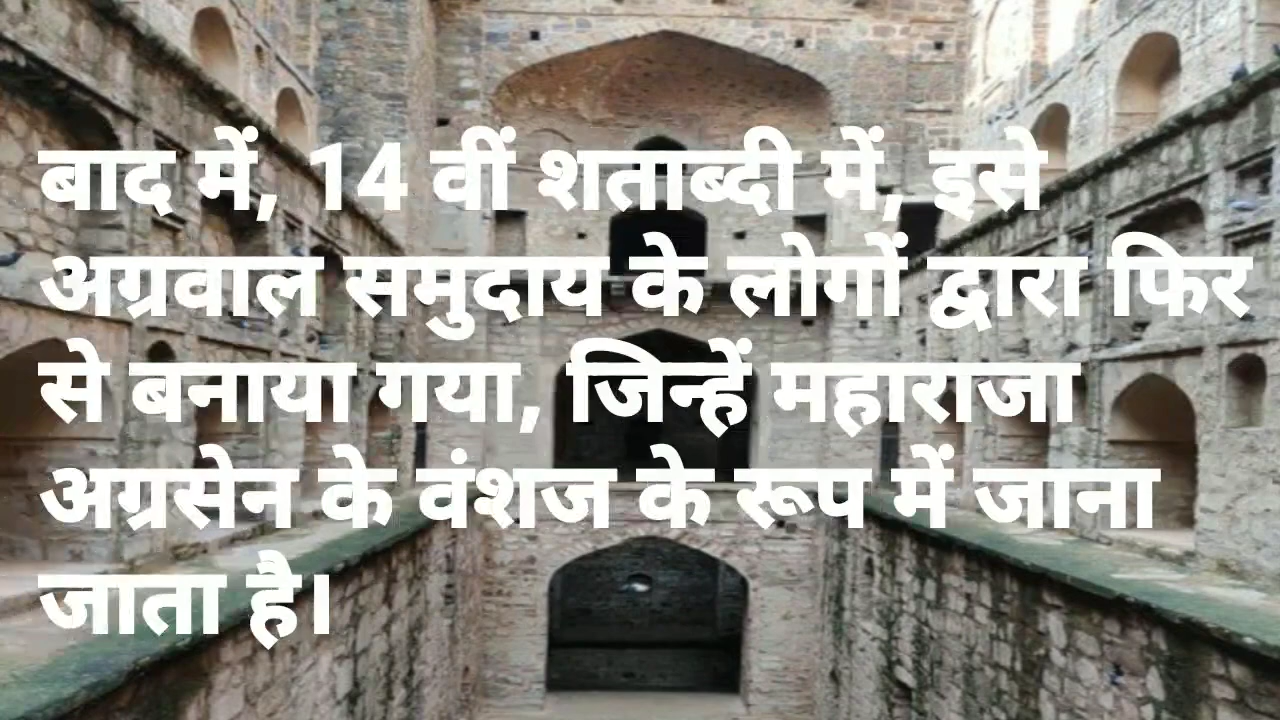 बाद में, 14 वीं शताब्दी में, इसे
अग्रवाल समुदाय के लोगों द्वारा फिर
से बनाया गया, जिन्हें महाराजा
अग्रसेन के वंशज के रूप में जाना
जाता है।